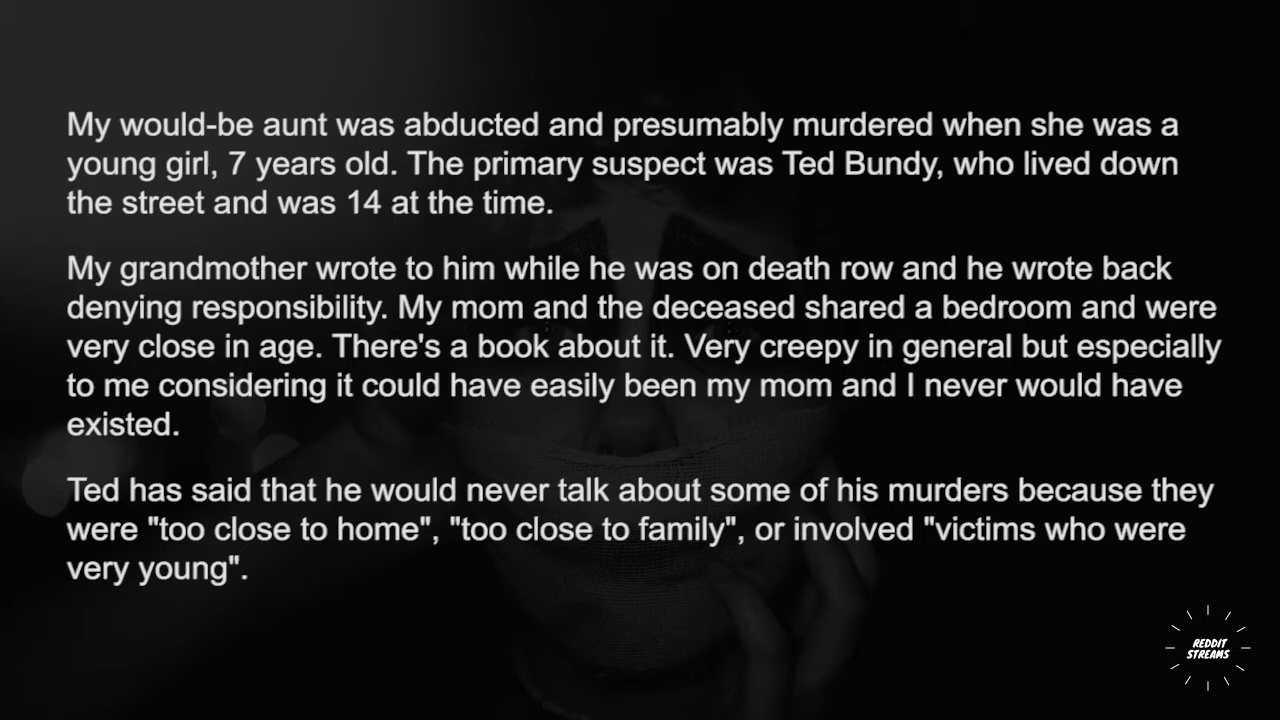 My would-be aunt was abducted and presumably murdered when she was a
young girl, 7 years old. The primary suspect was Ted Bundy, who lived down
the street and was 14 at the time.
My grandmother wrote to him while he was on death row and he wrote back
denying responsibility. My mom and the deceased shared a bedroom and were
very close in age. There's a book about it. Very creepy in general but especially
to me considering it could have easily been my mom and I never would have
existed.
Ted has said that he would never talk about some of his murders because they
were "too close to home", "too close to family", or involved "victims who were
very young".
REDDIT
STREAMS